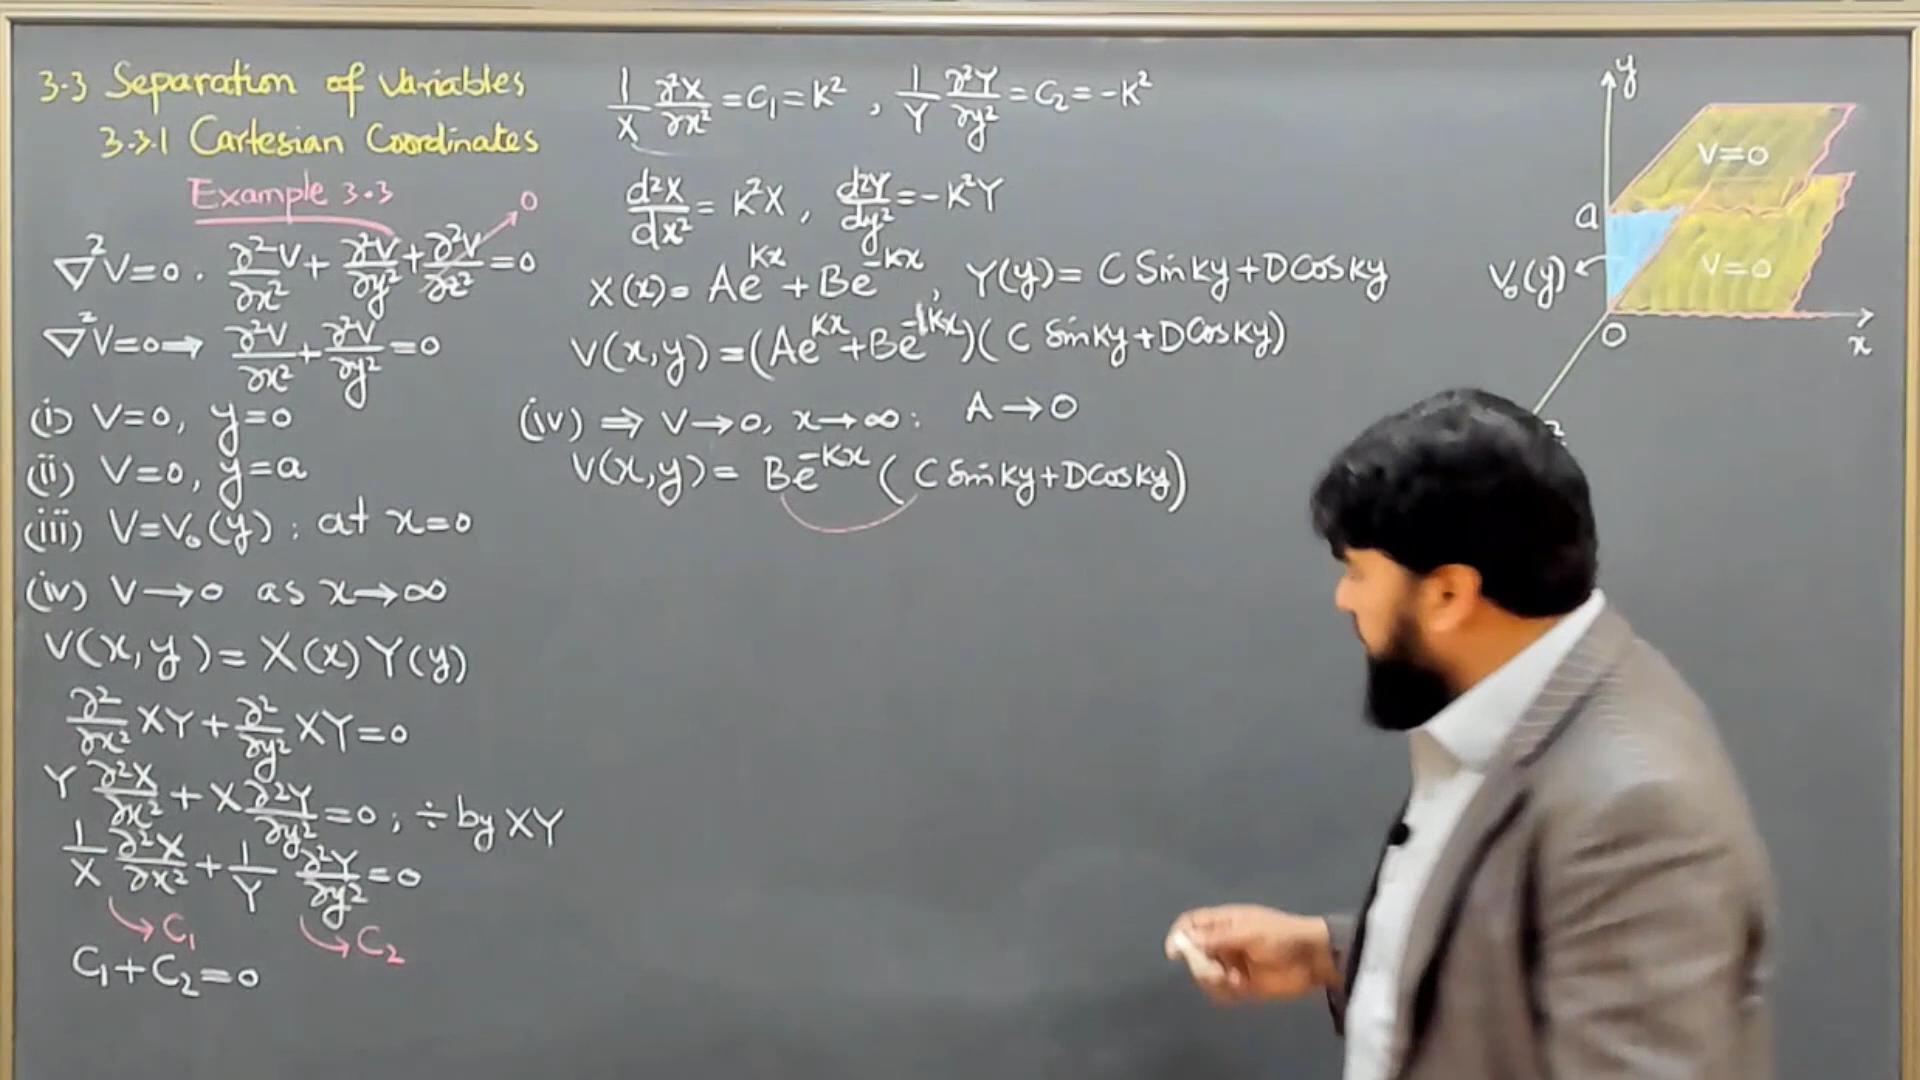 3.3 Separation of Variables
3.3.1 Cartesian Coordinates
Example 3.3
∇²V=0 . ∂²V/∂x² + ∂²V/∂y² + ∂²V/∂z² = 0 → 0
∇²V=0 → ∂²V/∂x² + ∂²V/∂y² = 0
(i) V=0, y=0
(ii) V=0, y=a
(iii) V=V₀(y) : at x=0
(iv) V→0 as x→∞
V(x,y) = X(x) Y(y)
∂²/∂x² XY + ∂²/∂y² XY = 0
Y ∂²X/∂x² + X ∂²Y/∂y² = 0 ; ÷ by XY
1/X ∂²X/∂x² + 1/Y ∂²Y/∂y² = 0
→ C₁ → C₂
C₁+C₂=0
1/X ∂²X/∂x² = C₁ = K² , 1/Y ∂²Y/∂y² = C₂ = -K²
d²X/dx² = K²X , d²Y/dy² = -K²Y
X(x) = Ae^Kx + Be^-Kx , Y(y) = C Sin ky + D Cos ky
V(x,y) = (Ae^Kx + Be^-Kx)(C Sin Ky + D Cos Ky)
(iv) ⇒ V→0, x→∞ : A→0
V(x,y) = Be^-Kx (C Sin Ky + D Cos Ky)
y
V=0
a
V=0
V₀(y)
0
x
z